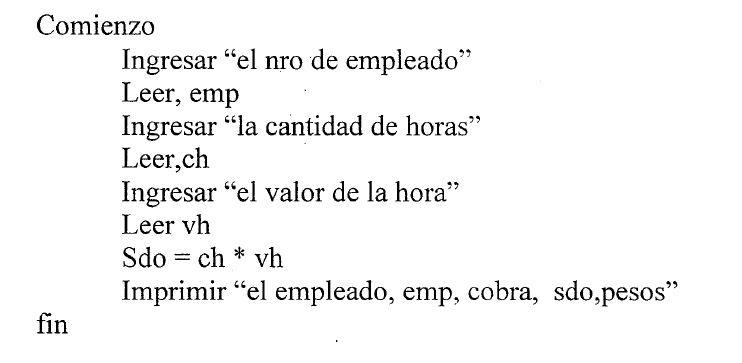 Comienzo
Ingresar “el nro de empleado”
Leer, emp
Ingresar “la cantidad de horas”
Leer,ch
Ingresar “el valor de la hora”
Leer vh
Sdo = ch * vh
Imprimir “el empleado, emp, cobra, sdo,pesos”
fin